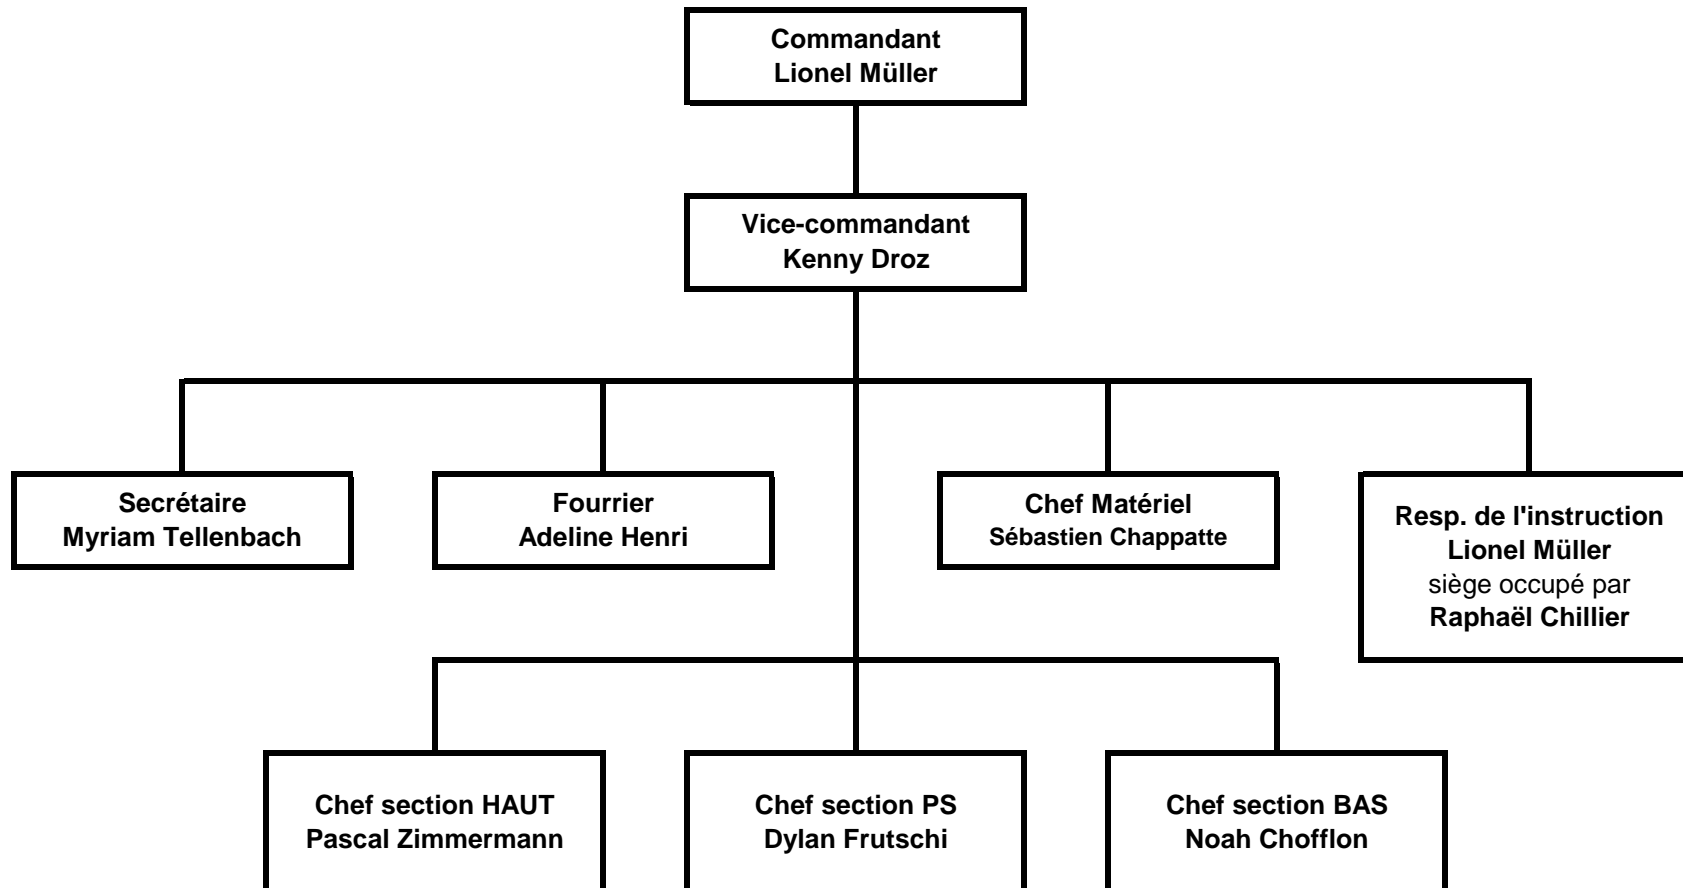 Commandant
Lionel Müller
Vice-commandant
Kenny Droz
Secrétaire
Myriam Tellenbach
Fourrier
Adeline Henri
Chef Matériel
Sébastien Chappatte
Resp. de l'instruction
Lionel Müller
siège occupé par
Raphaël Chillier
Chef section HAUT
Pascal Zimmermann
Chef section PS
Dylan Frutschi
Chef section BAS
Noah Chofflon